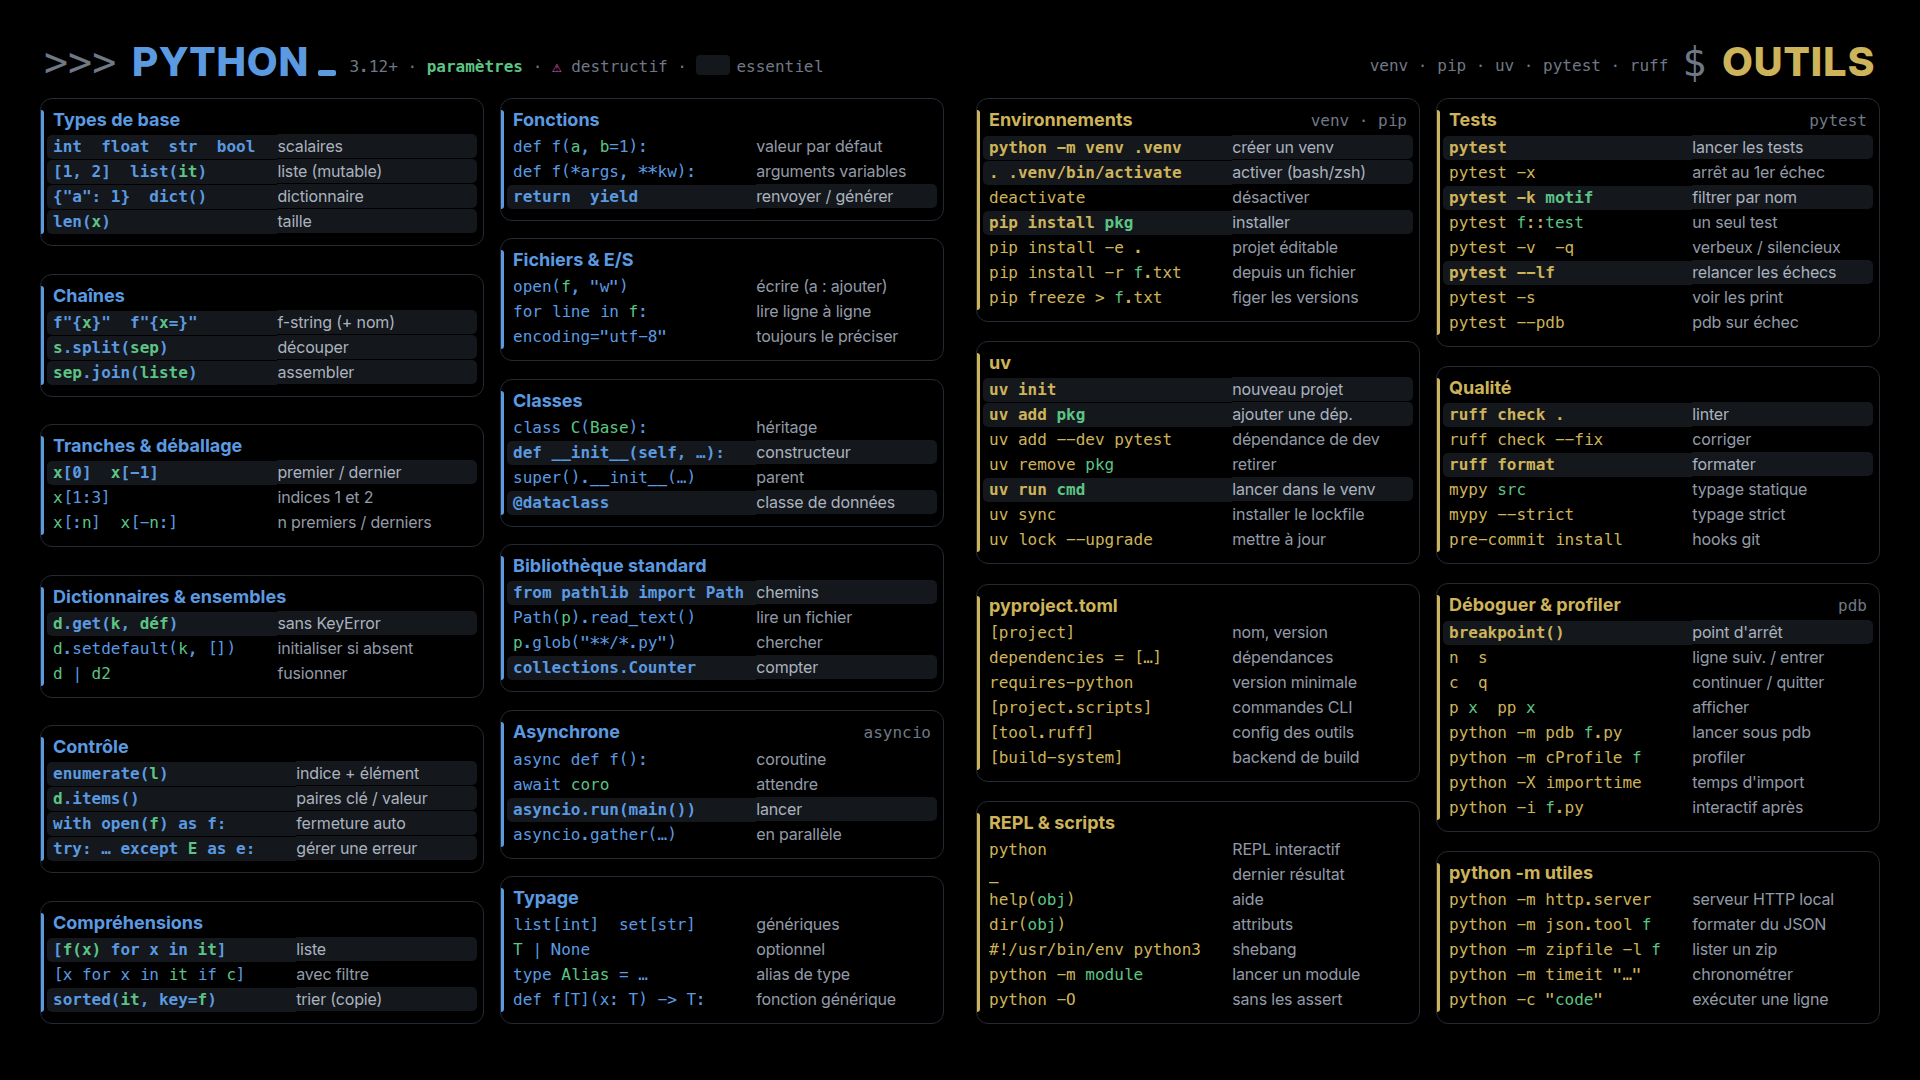 >>> PYTHON_ 3.12+ · paramètres · ⚠ destructif · essentiel
venv · pip · uv · pytest · ruff $ OUTILS
Types de base
int  float  str  bool  scalaires
[1, 2]  list(it)  liste (mutable)
{"a": 1}  dict()  dictionnaire
len(x)  taille
Chaînes
f"{x}"  f"{x=}"  f-string (+ nom)
s.split(sep)  découper
sep.join(liste)  assembler
Tranches & déballage
x[0]  x[-1]  premier / dernier
x[1:3]  indices 1 et 2
x[:n]  x[-n:]  n premiers / derniers
Dictionnaires & ensembles
d.get(k, déf)  sans KeyError
d.setdefault(k, [])  initialiser si absent
d | d2  fusionner
Contrôle
enumerate(l)  indice + élément
d.items()  paires clé / valeur
with open(f) as f:  fermeture auto
try: … except E as e:  gérer une erreur
Compréhensions
[f(x) for x in it]  liste
[x for x in it if c]  avec filtre
sorted(it, key=f)  trier (copie)
Fonctions
def f(a, b=1):  valeur par défaut
def f(*args, **kw):  arguments variables
return  yield  renvoyer / générer
Fichiers & E/S
open(f, "w")  écrire (a : ajouter)
for line in f:  lire ligne à ligne
encoding="utf-8"  toujours le préciser
Classes
class C(Base):  héritage
def __init__(self, …):  constructeur
super().__init__(…)  parent
@dataclass  classe de données
Bibliothèque standard
from pathlib import Path  chemins
Path(p).read_text()  lire un fichier
p.glob("**/*.py")  chercher
collections.Counter  compter
Asynchrone  asyncio
async def f():  coroutine
await coro  attendre
asyncio.run(main())  lancer
asyncio.gather(…)  en parallèle
Typage
list[int]  set[str]  génériques
T | None  optionnel
type Alias = …  alias de type
def f[T](x: T) -> T:  fonction générique
Environnements  venv · pip
python -m venv .venv  créer un venv
. .venv/bin/activate  activer (bash/zsh)
deactivate  désactiver
pip install pkg  installer
pip install -e .  projet éditable
pip install -r f.txt  depuis un fichier
pip freeze > f.txt  figer les versions
uv
uv init  nouveau projet
uv add pkg  ajouter une dép.
uv add --dev pytest  dépendance de dev
uv remove pkg  retirer
uv run cmd  lancer dans le venv
uv sync  installer le lockfile
uv lock --upgrade  mettre à jour
pyproject.toml
[project]  nom, version
dependencies = […]  dépendances
requires-python  version minimale
[project.scripts]  commandes CLI
[tool.ruff]  config des outils
[build-system]  backend de build
REPL & scripts
python  REPL interactif
_  dernier résultat
help(obj)  aide
dir(obj)  attributs
#!/usr/bin/env python3  shebang
python -m module  lancer un module
python -O  sans les assert
Tests  pytest
pytest  lancer les tests
pytest -x  arrêt au 1er échec
pytest -k motif  filtrer par nom
pytest f::test  un seul test
pytest -v  -q  verbeux / silencieux
pytest --lf  relancer les échecs
pytest -s  voir les print
pytest --pdb  pdb sur échec
Qualité
ruff check .  linter
ruff check --fix  corriger
ruff format  formater
mypy src  typage statique
mypy --strict  typage strict
pre-commit install  hooks git
Déboguer & profiler  pdb
breakpoint()  point d'arrêt
n  s  ligne suiv. / entrer
c  q  continuer / quitter
p x  pp x  afficher
python -m pdb f.py  lancer sous pdb
python -m cProfile f  profiler
python -X importtime  temps d'import
python -i f.py  interactif après
python -m utiles
python -m http.server  serveur HTTP local
python -m json.tool f  formater du JSON
python -m zipfile -l f  lister un zip
python -m timeit "…"  chronométrer
python -c "code"  exécuter une ligne